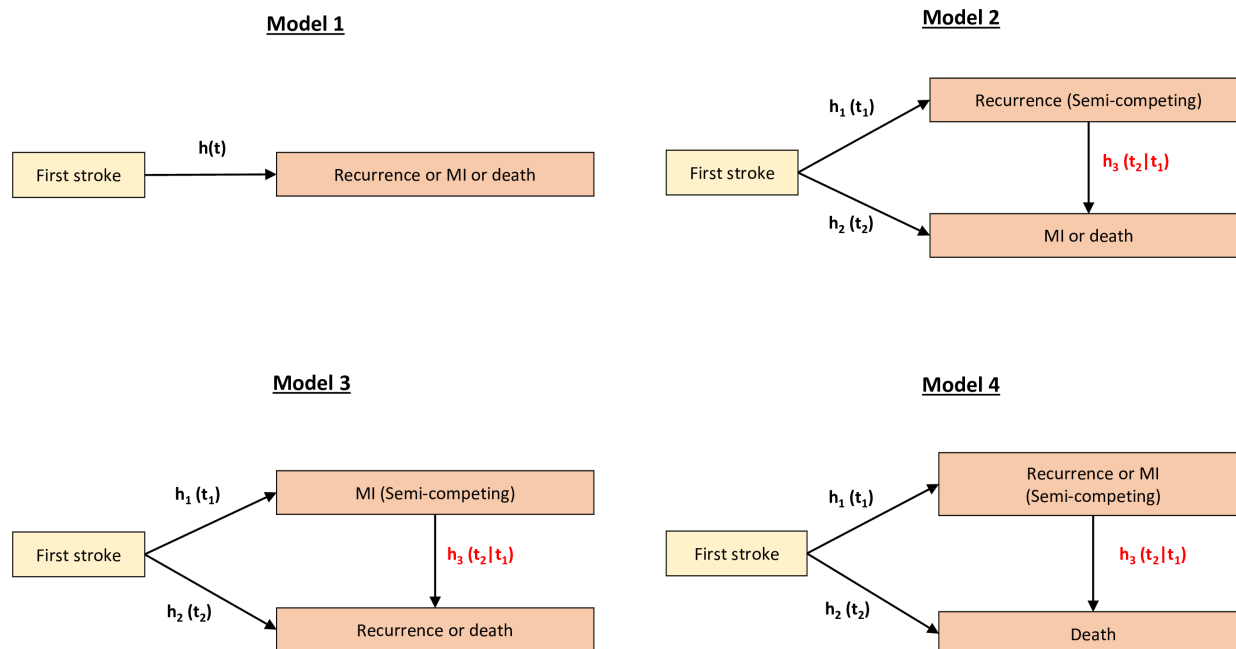 Model 1
h(t)
First stroke
Recurrence or MI or death
Model 2
Recurrence (Semi-competing)
h₁ (t₁)
h₃ (t₂|t₁)
First stroke
h₂ (t₂)
MI or death
Model 3
MI (Semi-competing)
h₁ (t₁)
First stroke
h₃ (t₂|t₁)
h₂ (t₂)
Recurrence or death
Model 4
Recurrence or MI
(Semi-competing)
h₁ (t₁)
First stroke
h₃ (t₂|t₁)
h₂ (t₂)
Death